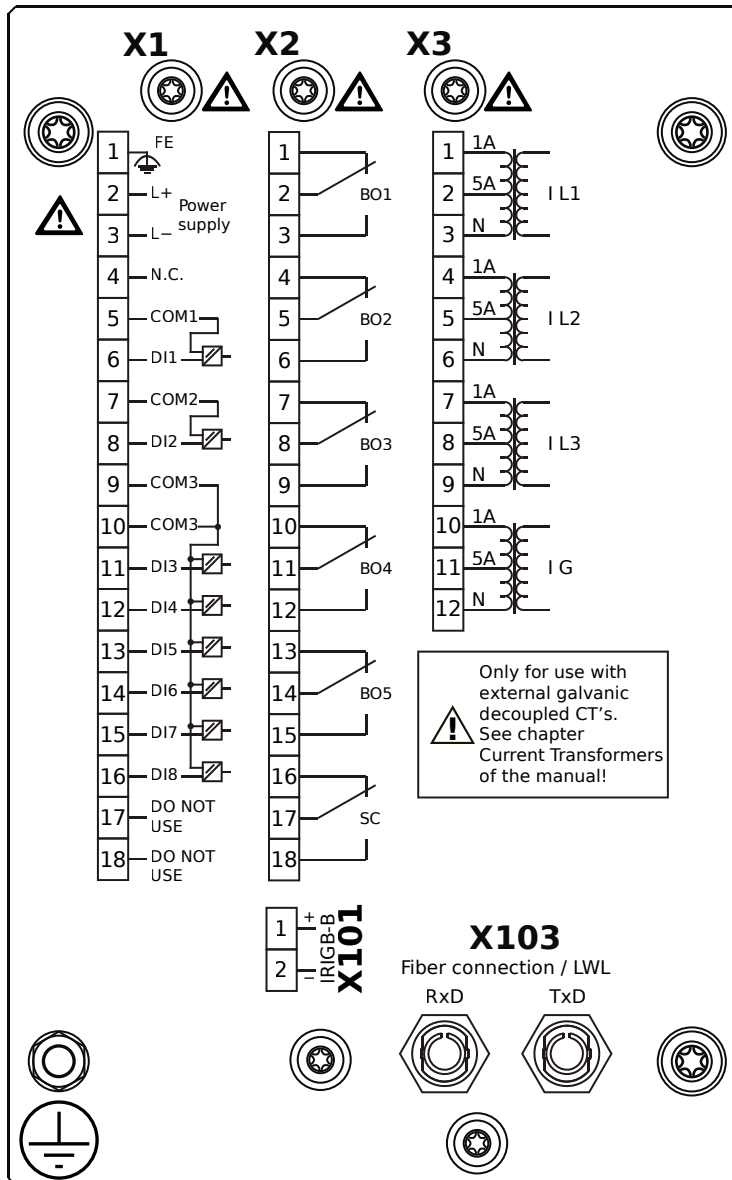 X1
X2
X3
1 FE
2 L+
Power
supply
3 L−
4 N.C.
5 COM1
6 DI1
7 COM2
8 DI2
9 COM3
10 COM3
11 DI3
12 DI4
13 DI5
14 DI6
15 DI7
16 DI8
17 DO NOT
USE
18 DO NOT
USE
1
2 BO1
3
4
5 BO2
6
7
8 BO3
9
10
11 BO4
12
13
14 BO5
15
16
17 SC
18
1 1A
2 5A I L1
3 N
4 1A
5 5A I L2
6 N
7 1A
8 5A I L3
9 N
10 1A
11 5A I G
12 N
Only for use with
external galvanic
decoupled CT's.
See chapter
Current Transformers
of the manual!
1 +
2 −
IRIGB-B
X101
X103
Fiber connection / LWL
RxD TxD